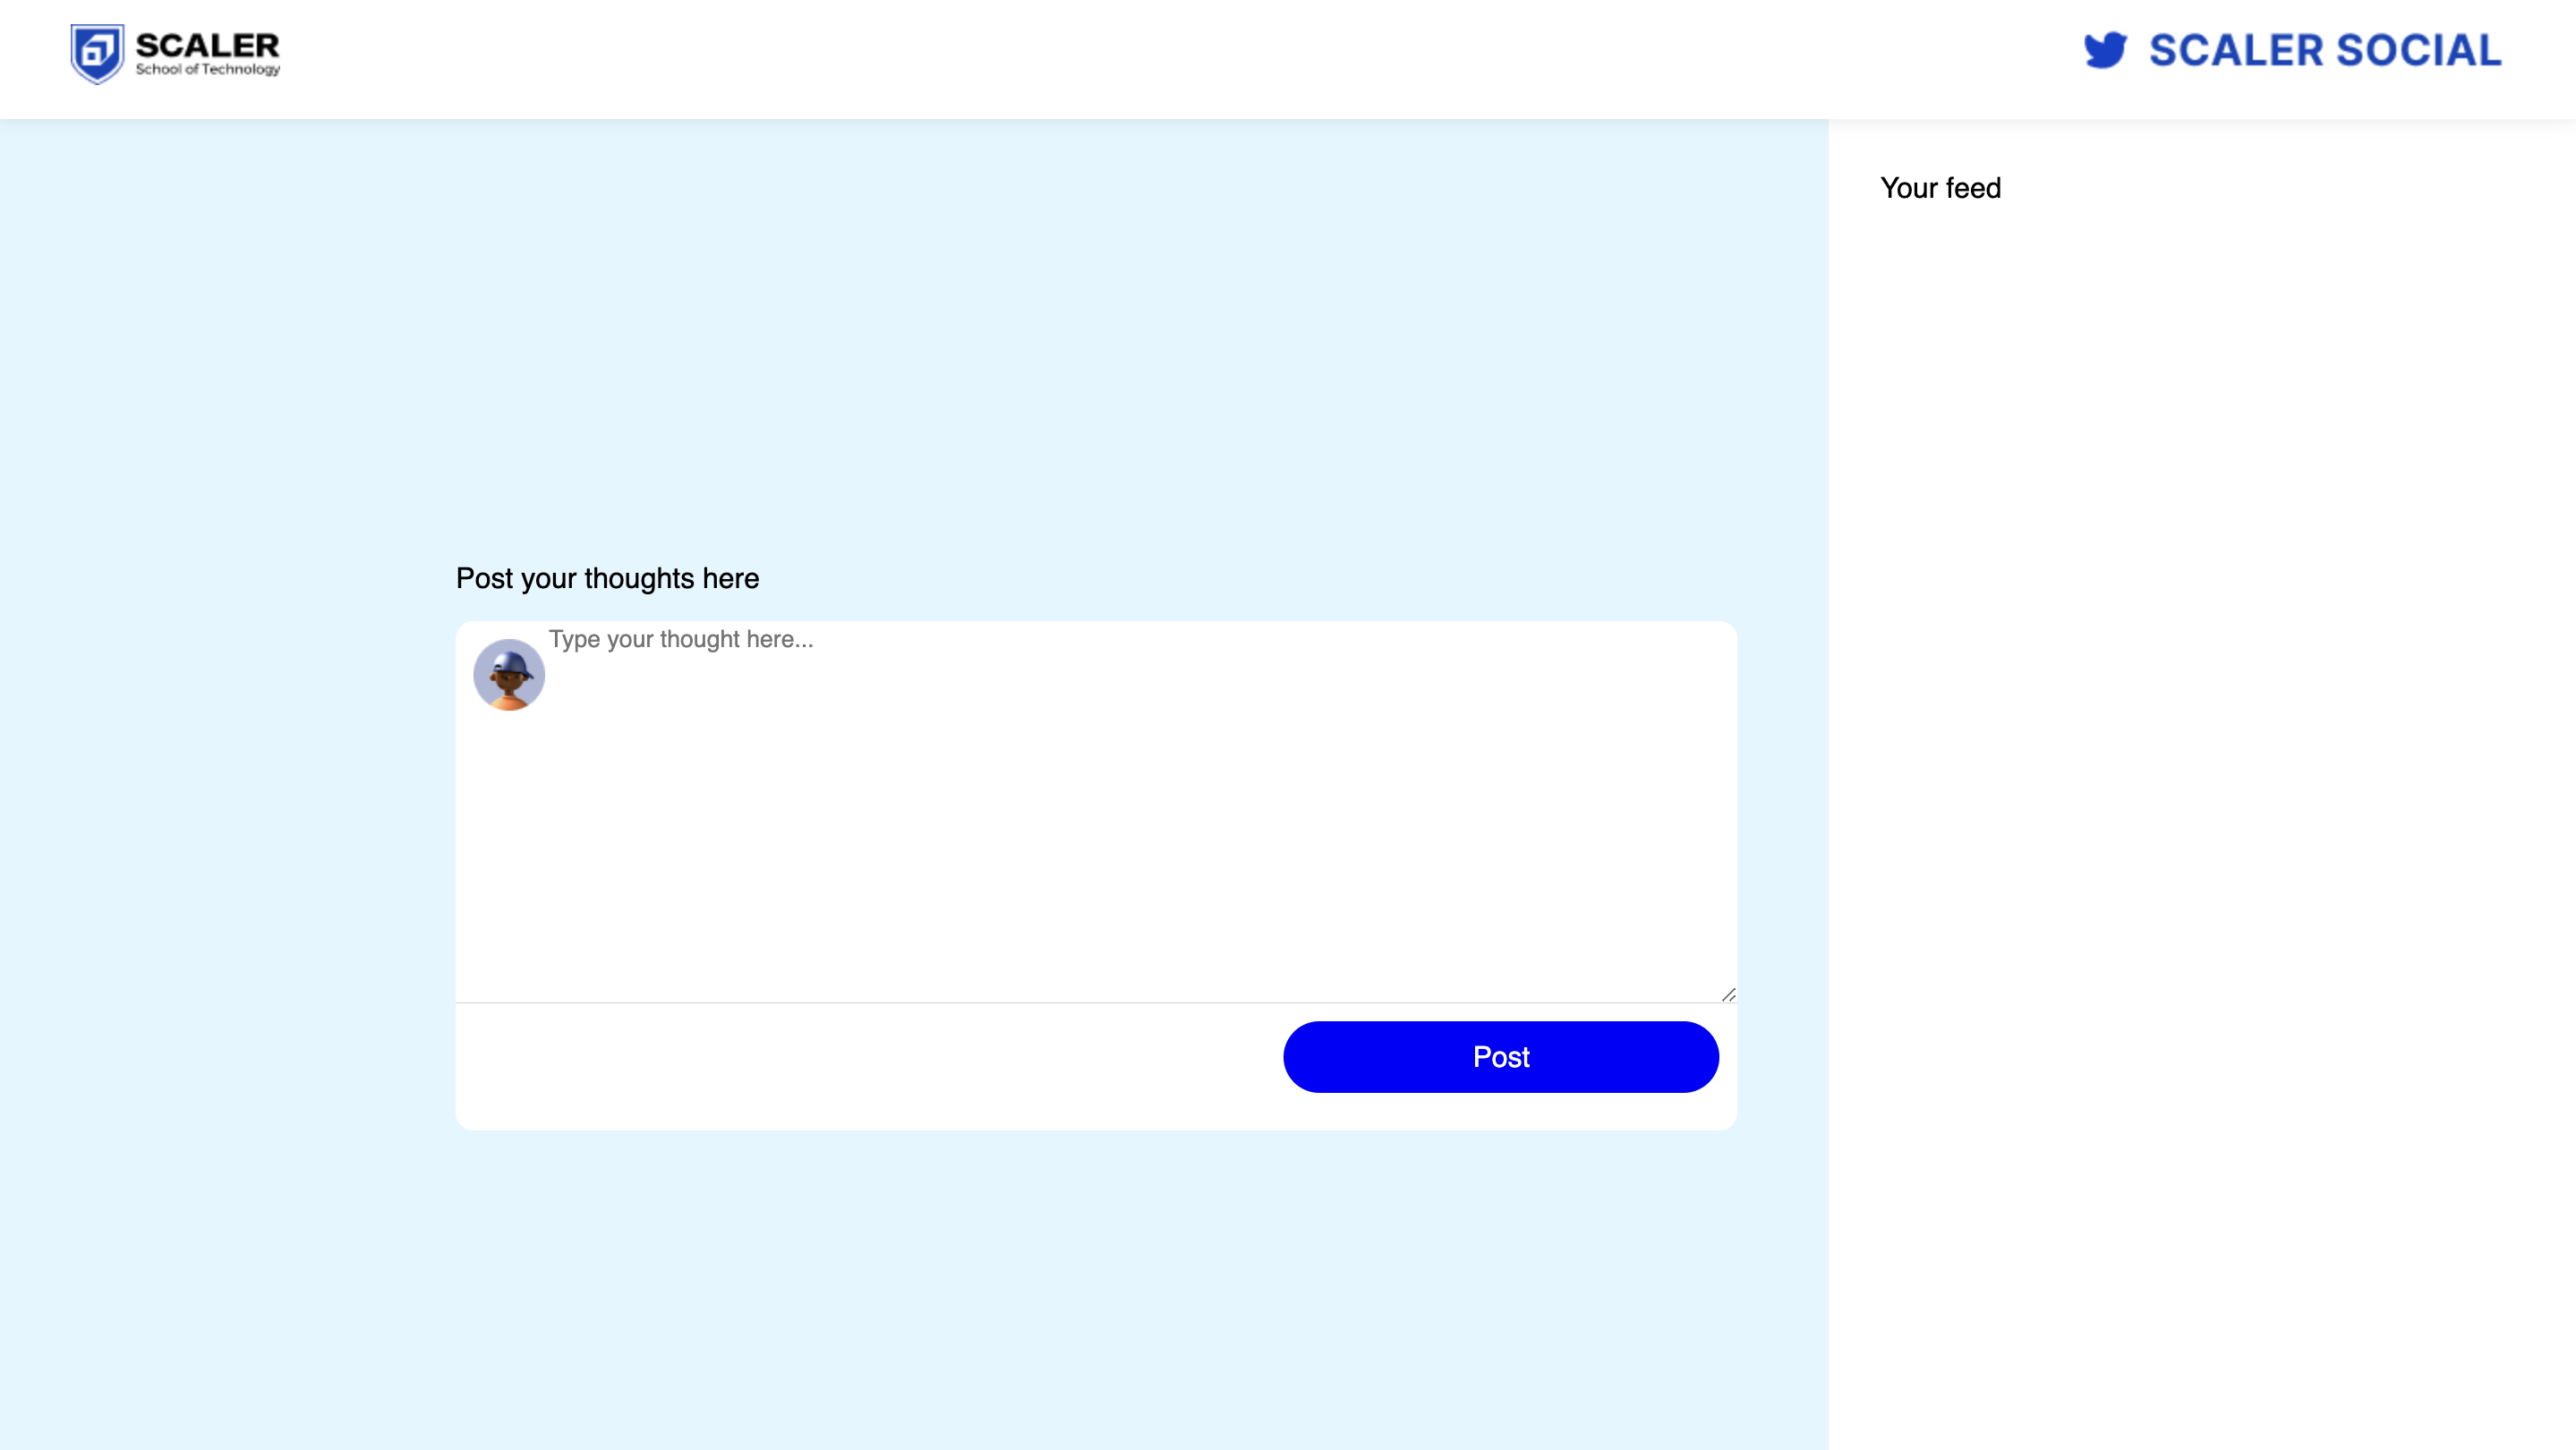 SCALER
School of Technology
SCALER SOCIAL
Your feed
Post your thoughts here
Type your thought here...
Post